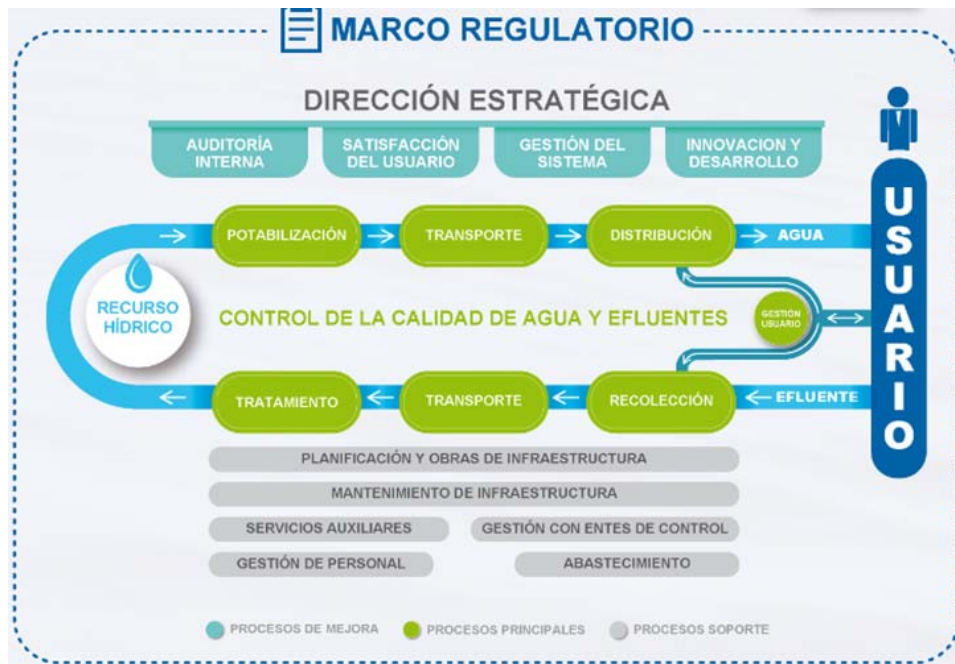 MARCO REGULATORIO
DIRECCIÓN ESTRATÉGICA
AUDITORÍA
INTERNA
SATISFACCIÓN
DEL USUARIO
GESTIÓN DEL
SISTEMA
INNOVACION Y
DESARROLLO
POTABILIZACIÓN
TRANSPORTE
DISTRIBUCIÓN
AGUA
RECURSO
HÍDRICO
CONTROL DE LA CALIDAD DE AGUA Y EFLUENTES
GESTIÓN
USUARIO
USUARIO
TRATAMIENTO
TRANSPORTE
RECOLECCIÓN
EFLUENTE
PLANIFICACIÓN Y OBRAS DE INFRAESTRUCTURA
MANTENIMIENTO DE INFRAESTRUCTURA
SERVICIOS AUXILIARES
GESTIÓN CON ENTES DE CONTROL
GESTIÓN DE PERSONAL
ABASTECIMIENTO
PROCESOS DE MEJORA
PROCESOS PRINCIPALES
PROCESOS SOPORTE